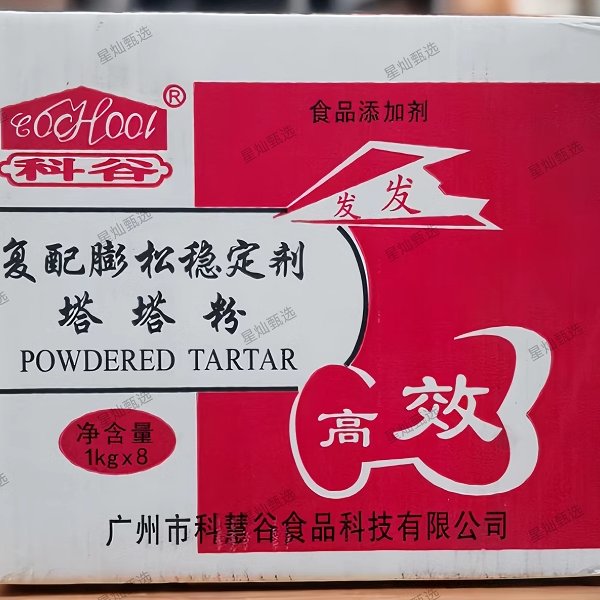 COHOOL®
科谷
食品添加剂
发发
复配膨松稳定剂
塔塔粉
POWDERED TARTAR
高效
净含量
1kg×8
广州市科慧谷食品科技有限公司
星灿甄选